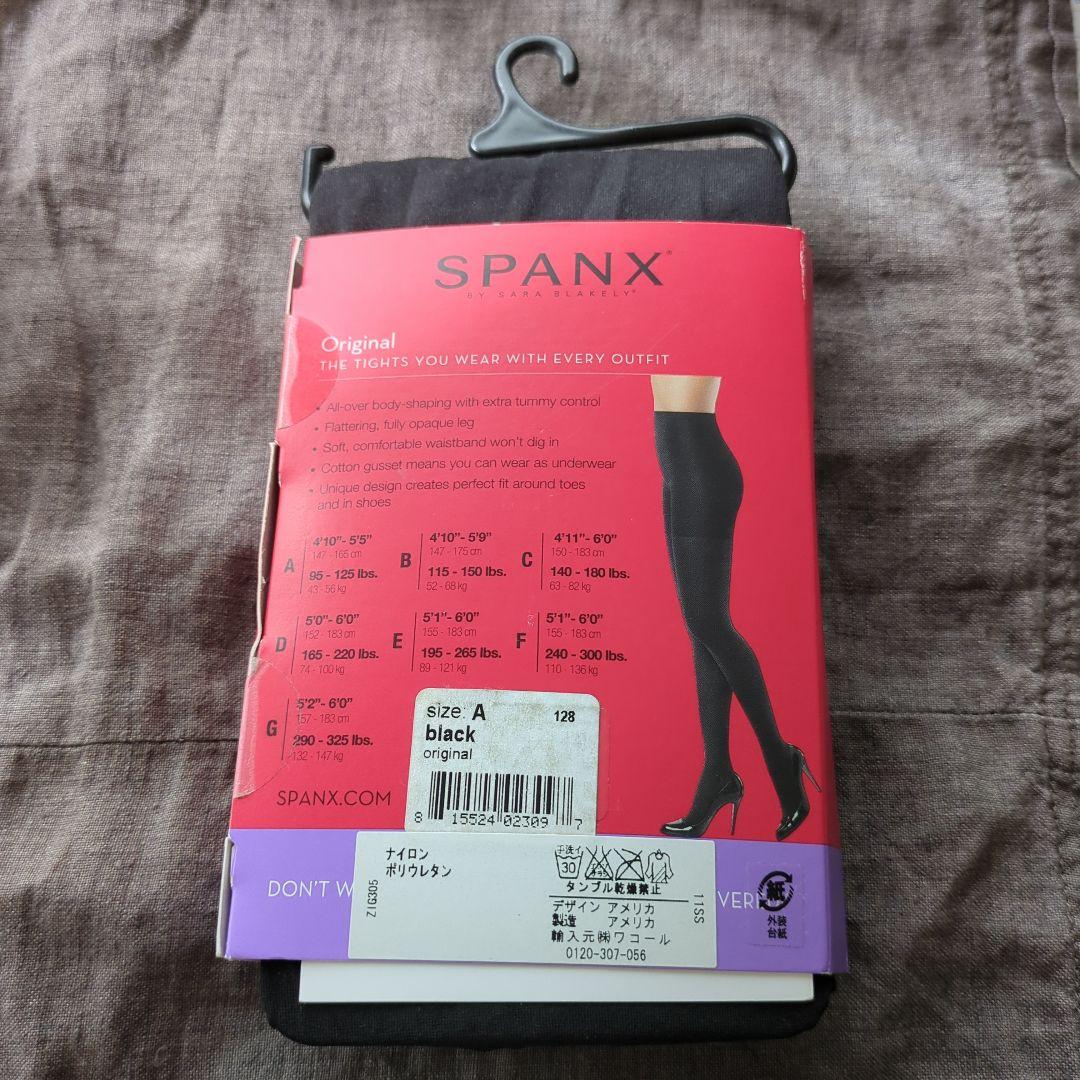 SPANX®
BY SARA BLAKELY®
Original
THE TIGHTS YOU WEAR WITH EVERY OUTFIT
• All-over body-shaping with extra tummy control
• Flattering, fully opaque leg
• Soft, comfortable waistband won't dig in
• Cotton gusset means you can wear as underwear
• Unique design creates perfect fit around toes
and in shoes
A
4'10"- 5'5"
147 - 165 cm
95 - 125 lbs.
43 - 56 kg
B
4'10"- 5'9"
147 - 175 cm
115 - 150 lbs.
52 - 68 kg
C
4'11"- 6'0"
150 - 183 cm
140 - 180 lbs.
63 - 82 kg
D
5'0"- 6'0"
152 - 183 cm
165 - 220 lbs.
74 - 100 kg
E
5'1"- 6'0"
155 - 183 cm
195 - 265 lbs.
89 - 121 kg
F
5'1"- 6'0"
155 - 183 cm
240 - 300 lbs.
110 - 136 kg
G
5'2"- 6'0"
157 - 183 cm
290 - 325 lbs.
132 - 147 kg
size: A 128
black
original
8 15524 02309 7
SPANX.COM
DON'T W
VER
ナイロン
ポリウレタン
ZIG305
手洗イ
30
タンブル乾燥禁止
デザイン アメリカ
製造 アメリカ
輸入元㈱ワコール
0120-307-056
11SS
紙
外装
台紙